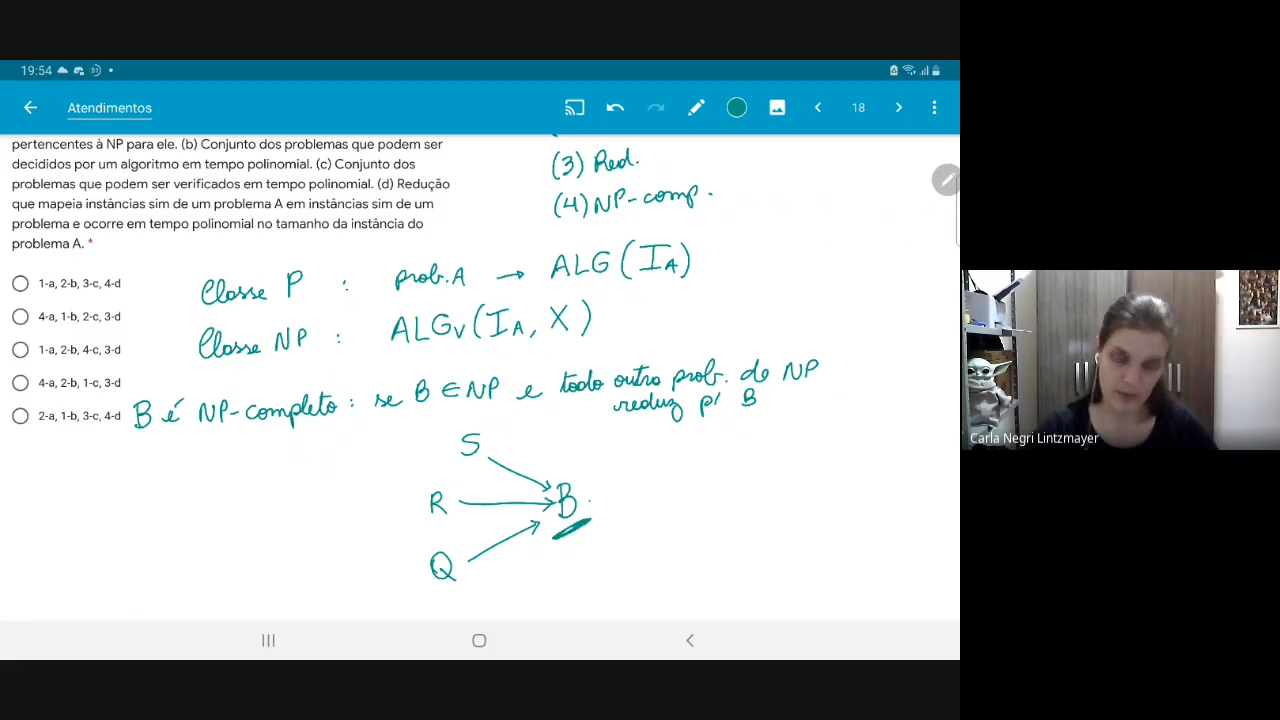 19:54
Atendimentos
18
pertencentes à NP para ele. (b) Conjunto dos problemas que podem ser
decididos por um algoritmo em tempo polinomial. (c) Conjunto dos
problemas que podem ser verificados em tempo polinomial. (d) Redução
que mapeia instâncias sim de um problema A em instâncias sim de um
problema e ocorre em tempo polinomial no tamanho da instância do
problema A. *
(3) Red.
(4) NP-comp.
1-a, 2-b, 3-c, 4-d
4-a, 1-b, 2-c, 3-d
1-a, 2-b, 4-c, 3-d
4-a, 2-b, 1-c, 3-d
2-a, 1-b, 3-c, 4-d
Classe P : prob. A → ALG (IA)
Classe NP : ALGv (IA, X)
B é NP-completo: se B ∈ NP e todo outro prob. de NP
reduz p/ B
S
R
B
Q
Carla Negri Lintzmayer